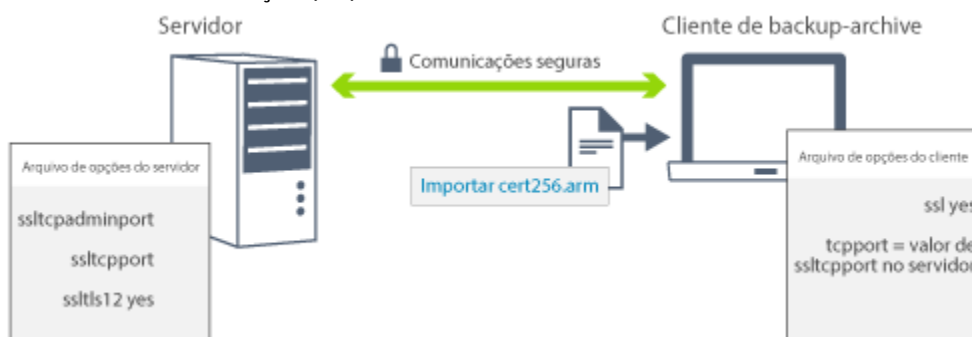 Servidor
Cliente de backup-archive
Comunicações seguras
Arquivo de opções do servidor
ssltcpadminport
ssltcpport
ssltls12 yes
Importar cert256.arm
Arquivo de opções do cliente
ssl yes
tcpport = valor de
ssltcpport no servidor